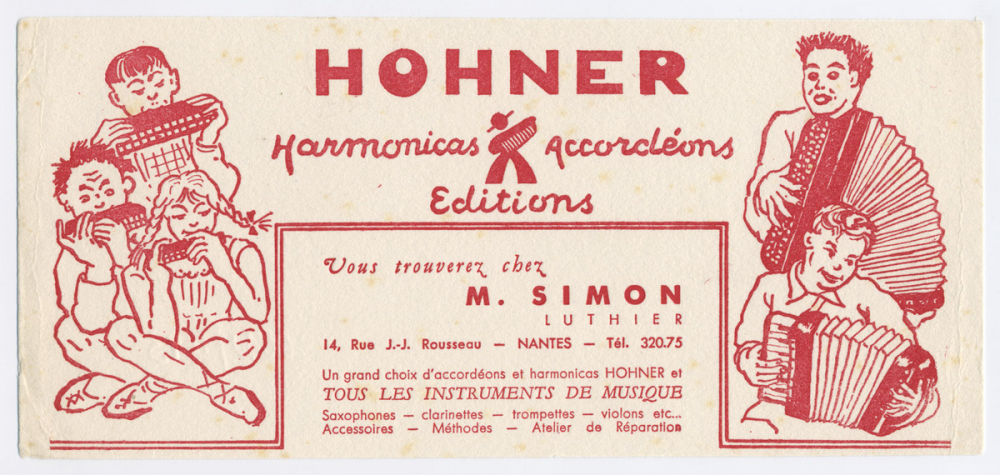 HOHNER
Harmonicas Accordéons
Editions
Vous trouverez chez
M. SIMON
LUTHIER
14, Rue J.-J. Rousseau — NANTES — Tél. 320.75
Un grand choix d'accordéons et harmonicas HOHNER et
TOUS LES INSTRUMENTS DE MUSIQUE
Saxophones — clarinettes — trompettes — violons etc...
Accessoires — Méthodes — Atelier de Réparation